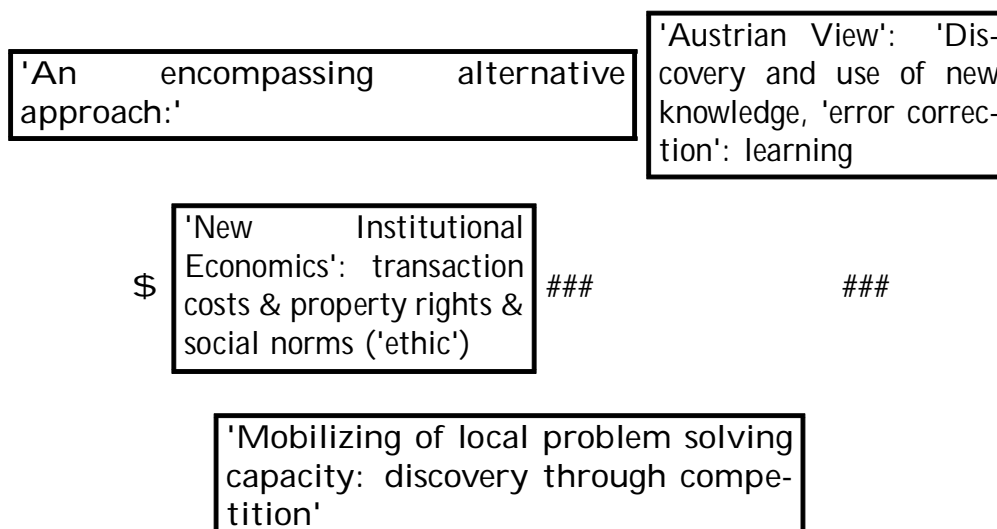 'An encompassing alternative
approach:'
'Austrian View': 'Dis-
covery and use of new
knowledge, 'error correc-
tion': learning
$
'New Institutional
Economics': transaction
costs & property rights &
social norms ('ethic')
###
###
'Mobilizing of local problem solving
capacity: discovery through compe-
tition'